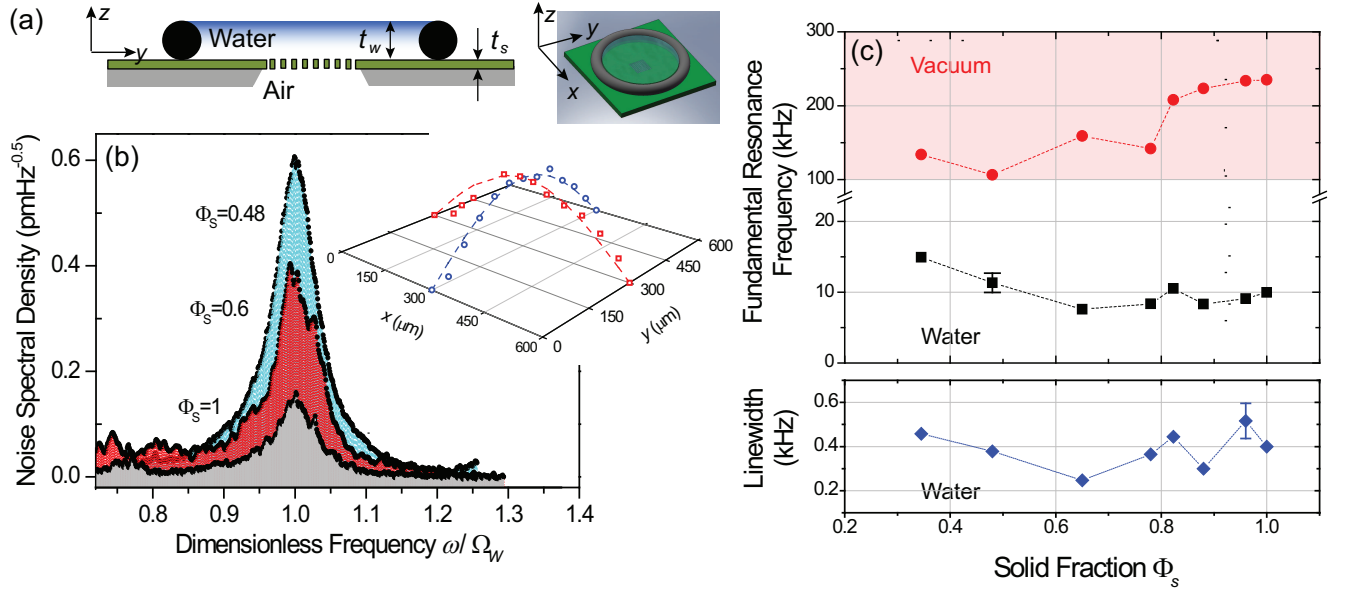 (a)
z
y
Water
t_w
t_s
Air
z
y
x
(b)
Noise Spectral Density (pmHz^-0.5)
0.6
0.4
0.2
0.0
Φ_S=0.48
Φ_S=0.6
Φ_S=1
0
150
300
450
600
x (μm)
0
150
300
450
600
y (μm)
0.8 0.9 1.0 1.1 1.2 1.3 1.4
Dimensionless Frequency ω/ Ω_W
(c)
Fundamental Resonance
Frequency (kHz)
300
200
100
20
10
0
Vacuum
Water
Linewidth
(kHz)
0.6
0.4
0.2
Water
0.2 0.4 0.6 0.8 1.0
Solid Fraction Φ_s